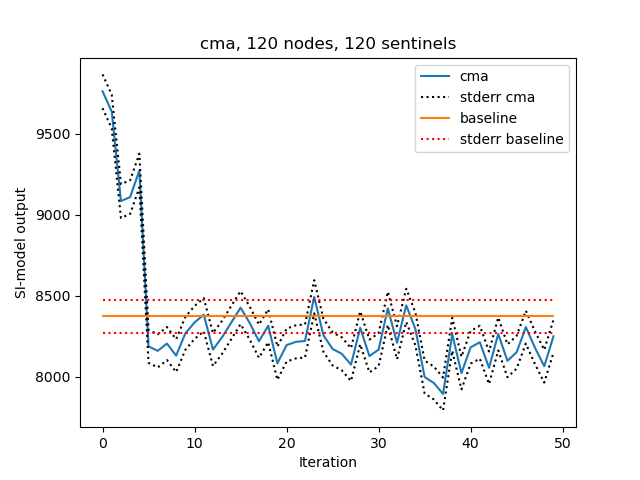 cma, 120 nodes, 120 sentinels
cma
stderr cma
baseline
stderr baseline
SI-model output
9500
9000
8500
8000
0 10 20 30 40 50
Iteration